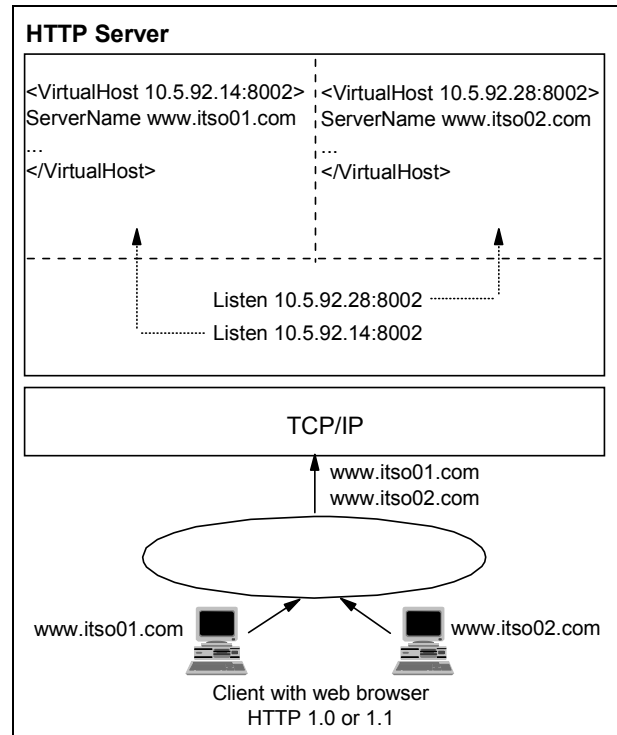 HTTP Server
<VirtualHost 10.5.92.14:8002>
ServerName www.itso01.com
...
</VirtualHost>
<VirtualHost 10.5.92.28:8002>
ServerName www.itso02.com
...
</VirtualHost>
Listen 10.5.92.28:8002
Listen 10.5.92.14:8002
TCP/IP
www.itso01.com
www.itso02.com
www.itso01.com
www.itso02.com
Client with web browser
HTTP 1.0 or 1.1